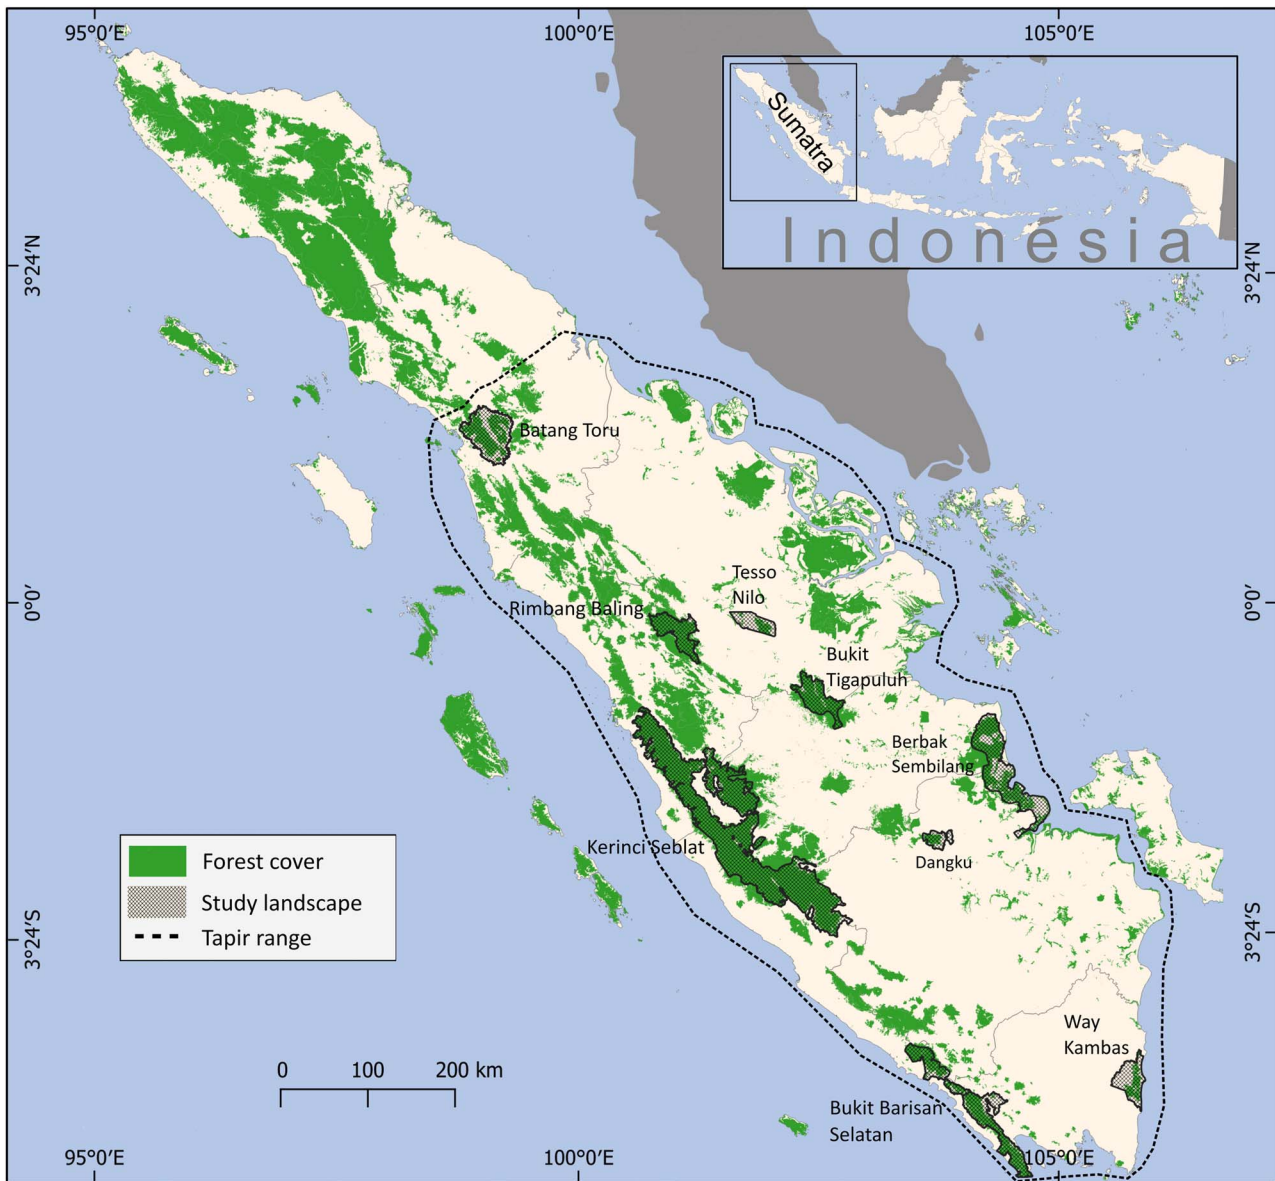 95°0′E
100°0′E
105°0′E
Sumatra
Indonesia
3°24′N
3°24′N
Batang Toru
Tesso
Nilo
Rimbang Baling
0°0′
0°0′
Bukit
Tigapuluh
Berbak
Sembilang
Kerinci Seblat
Dangku
Forest cover
Study landscape
Tapir range
3°24′S
3°24′S
Way
Kambas
0 100 200 km
Bukit Barisan
Selatan
95°0′E
100°0′E
105°0′E